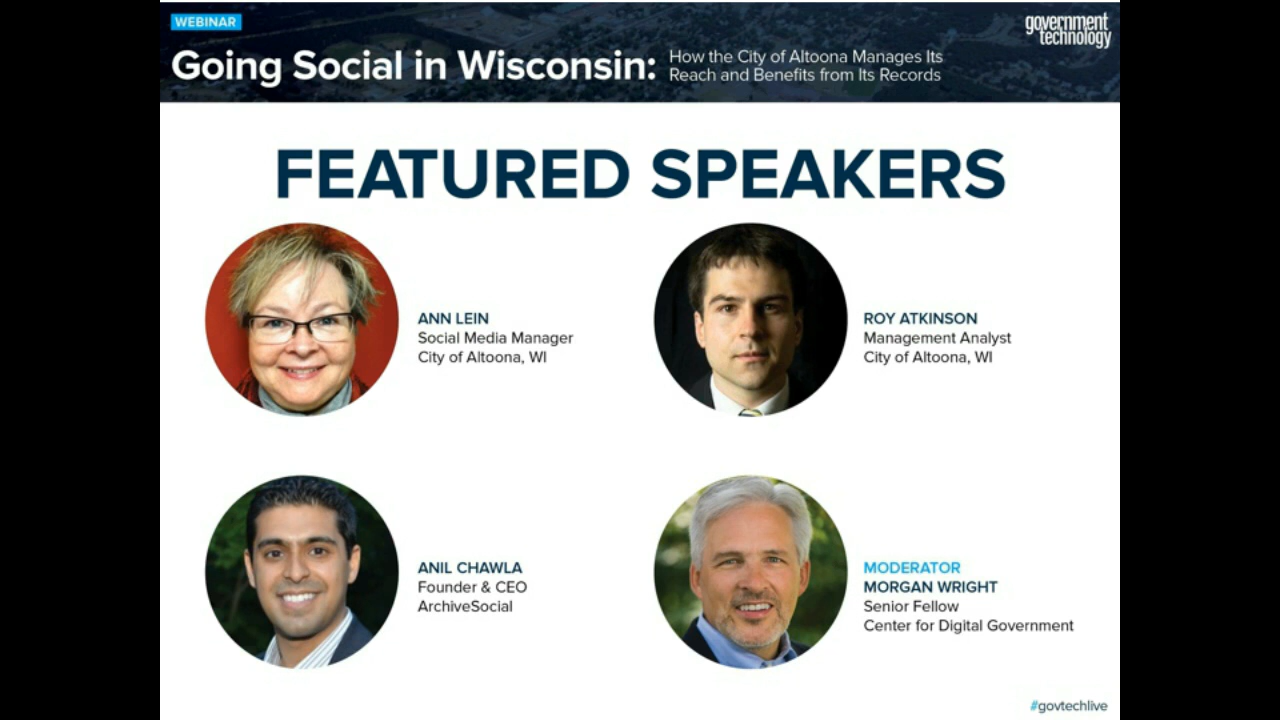 WEBINAR
government
technology
Going Social in Wisconsin:
How the City of Altoona Manages Its
Reach and Benefits from Its Records
FEATURED SPEAKERS
ANN LEIN
Social Media Manager
City of Altoona, WI
ROY ATKINSON
Management Analyst
City of Altoona, WI
ANIL CHAWLA
Founder & CEO
ArchiveSocial
MODERATOR
MORGAN WRIGHT
Senior Fellow
Center for Digital Government
#govtechlive